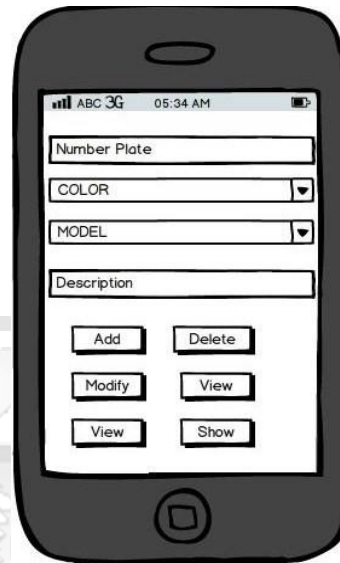 ABC 3G 05:34 AM
Number Plate
COLOR
MODEL
Description
Add Delete
Modify View
View Show